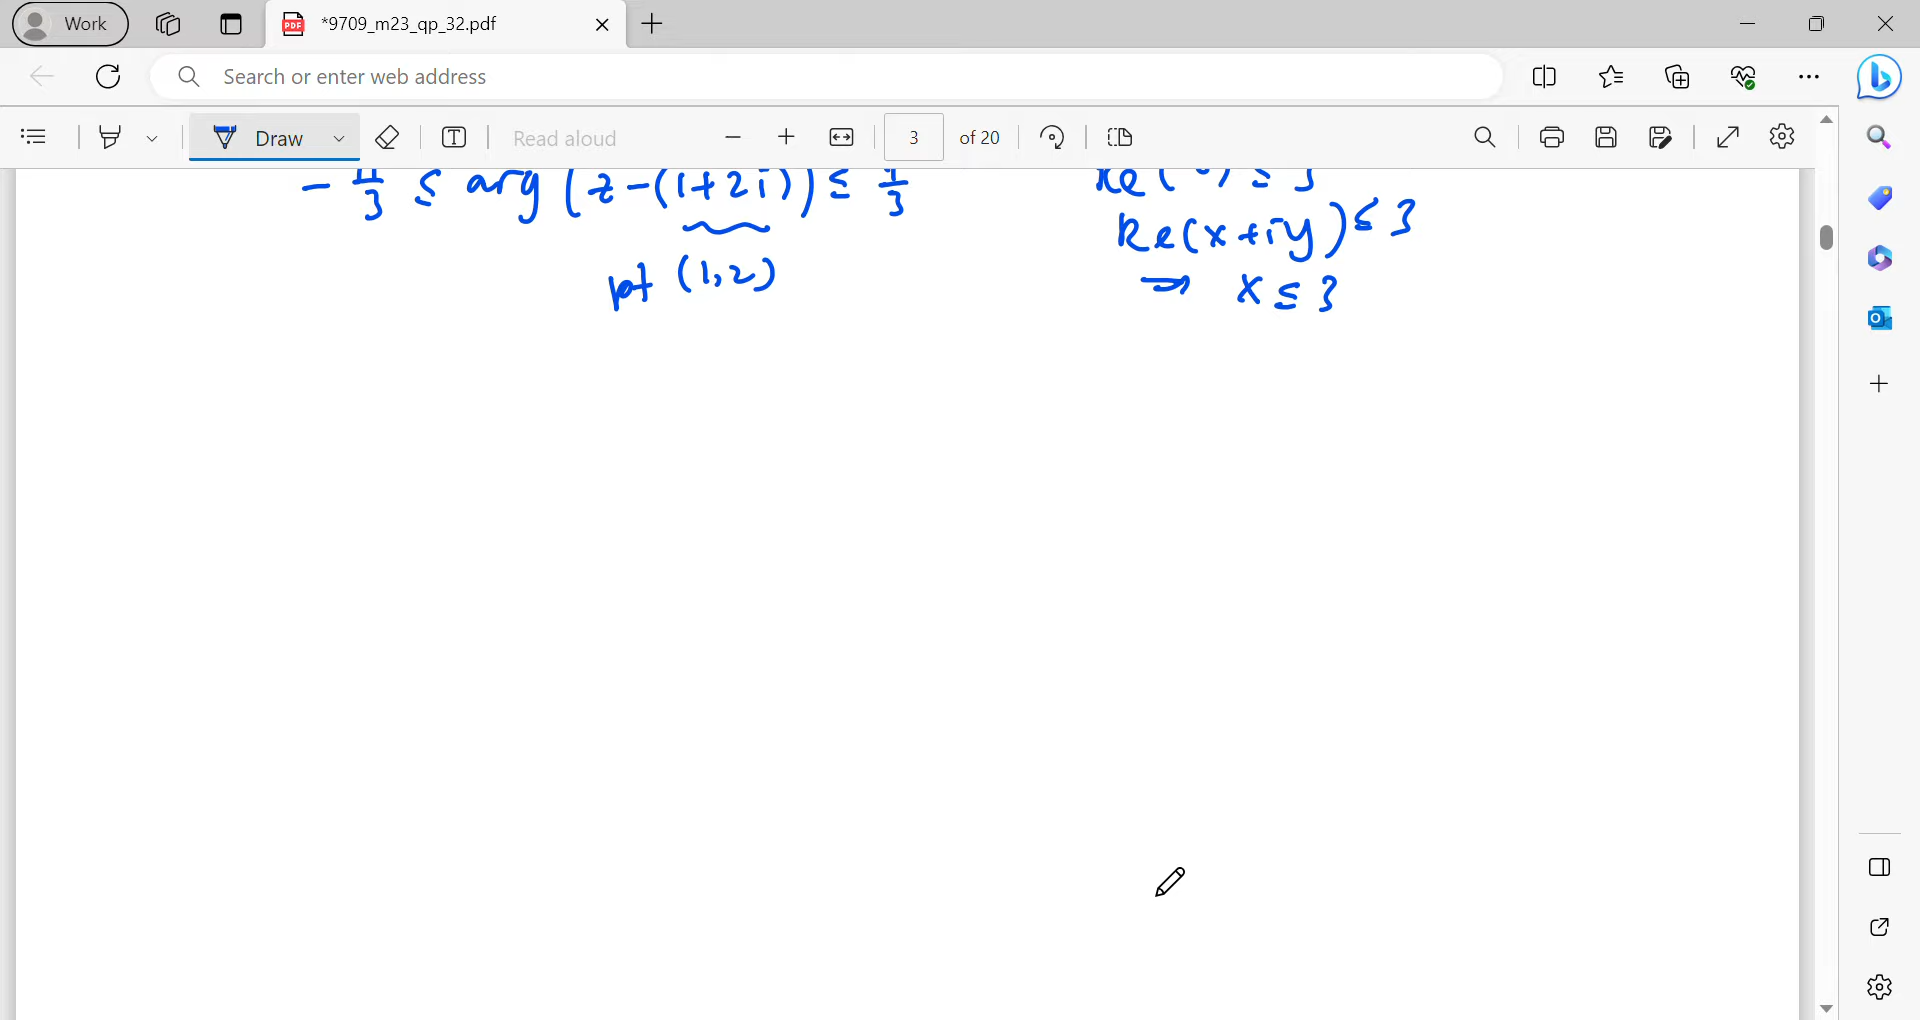 Work
*9709_m23_qp_32.pdf
Search or enter web address
Draw
Read aloud
3 of 20
- π/3 ≤ arg (z-(1+2i)) ≤ π/3
≤ 3
Re(x+iy) ≤ 3
pt (1,2)
⇒ x ≤ 3